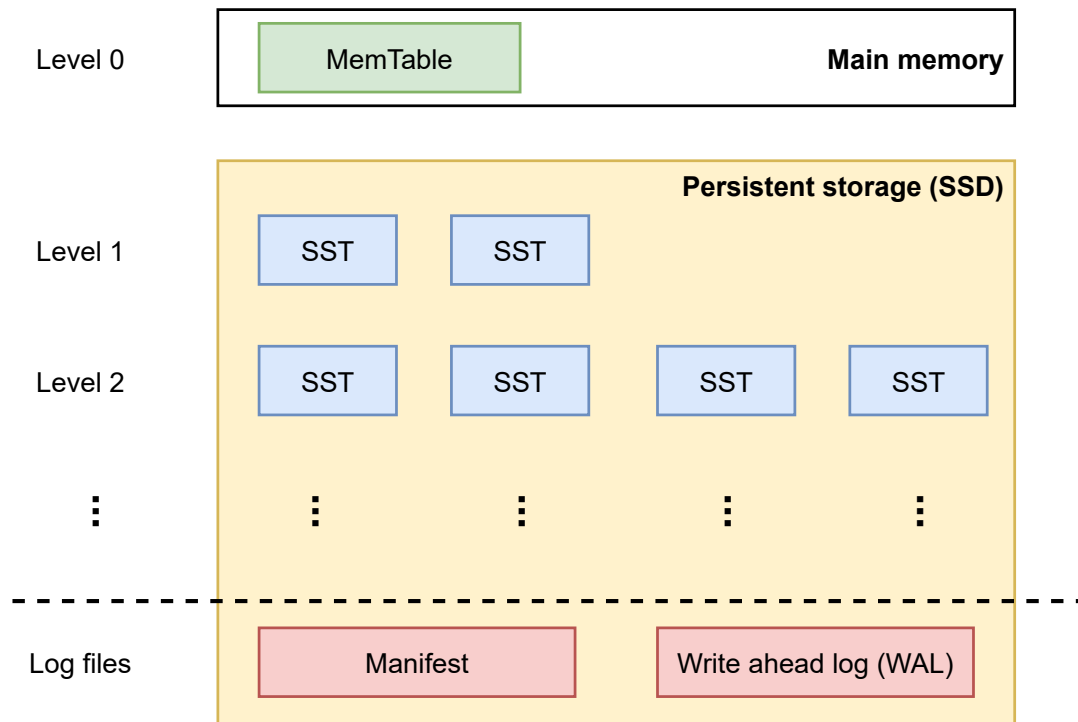 Level 0
MemTable
Main memory
Persistent storage (SSD)
Level 1
SST
SST
Level 2
SST
SST
SST
SST
Log files
Manifest
Write ahead log (WAL)